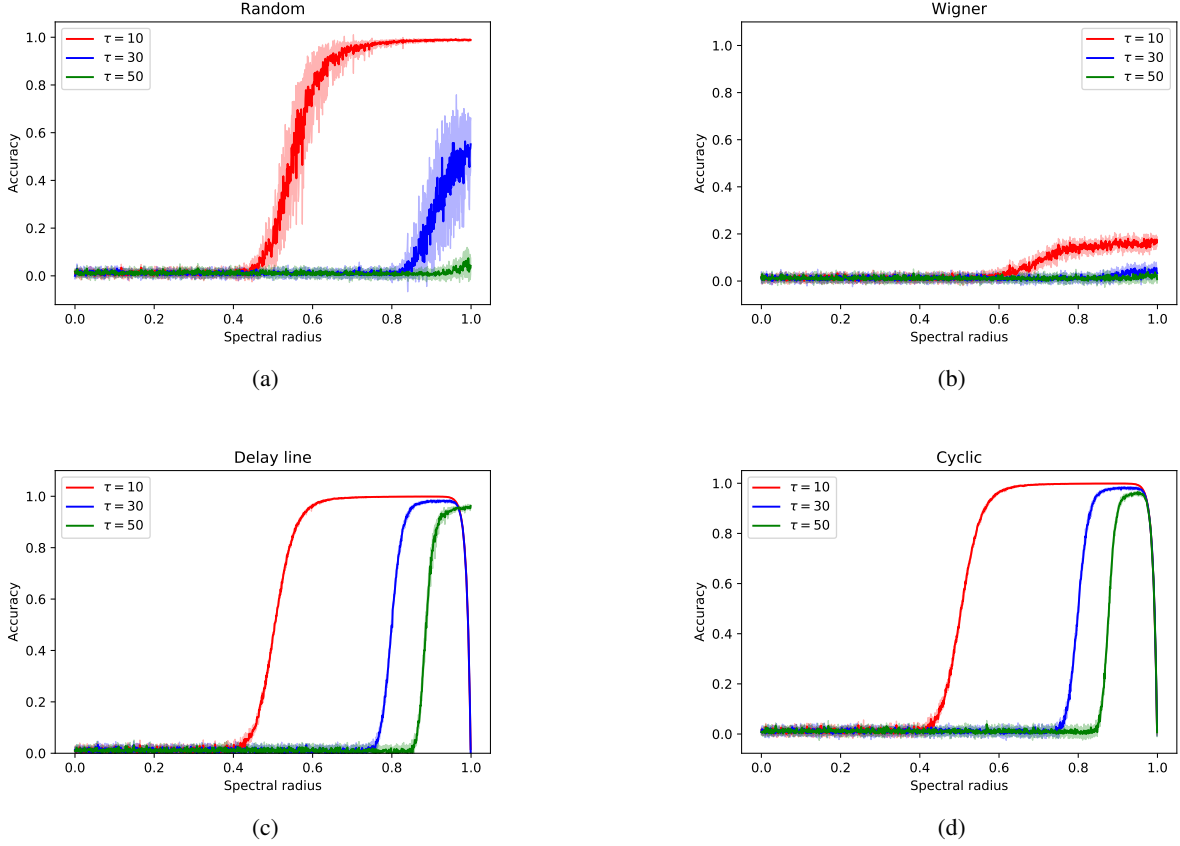 Random
1.0
0.8
0.6
0.4
0.2
0.0
Accuracy
τ = 10
τ = 30
τ = 50
0.0 0.2 0.4 0.6 0.8 1.0
Spectral radius
(a)
Wigner
1.0
0.8
0.6
0.4
0.2
0.0
Accuracy
τ = 10
τ = 30
τ = 50
0.0 0.2 0.4 0.6 0.8 1.0
Spectral radius
(b)
Delay line
1.0
0.8
0.6
0.4
0.2
0.0
Accuracy
τ = 10
τ = 30
τ = 50
0.0 0.2 0.4 0.6 0.8 1.0
Spectral radius
(c)
Cyclic
1.0
0.8
0.6
0.4
0.2
0.0
Accuracy
τ = 10
τ = 30
τ = 50
0.0 0.2 0.4 0.6 0.8 1.0
Spectral radius
(d)